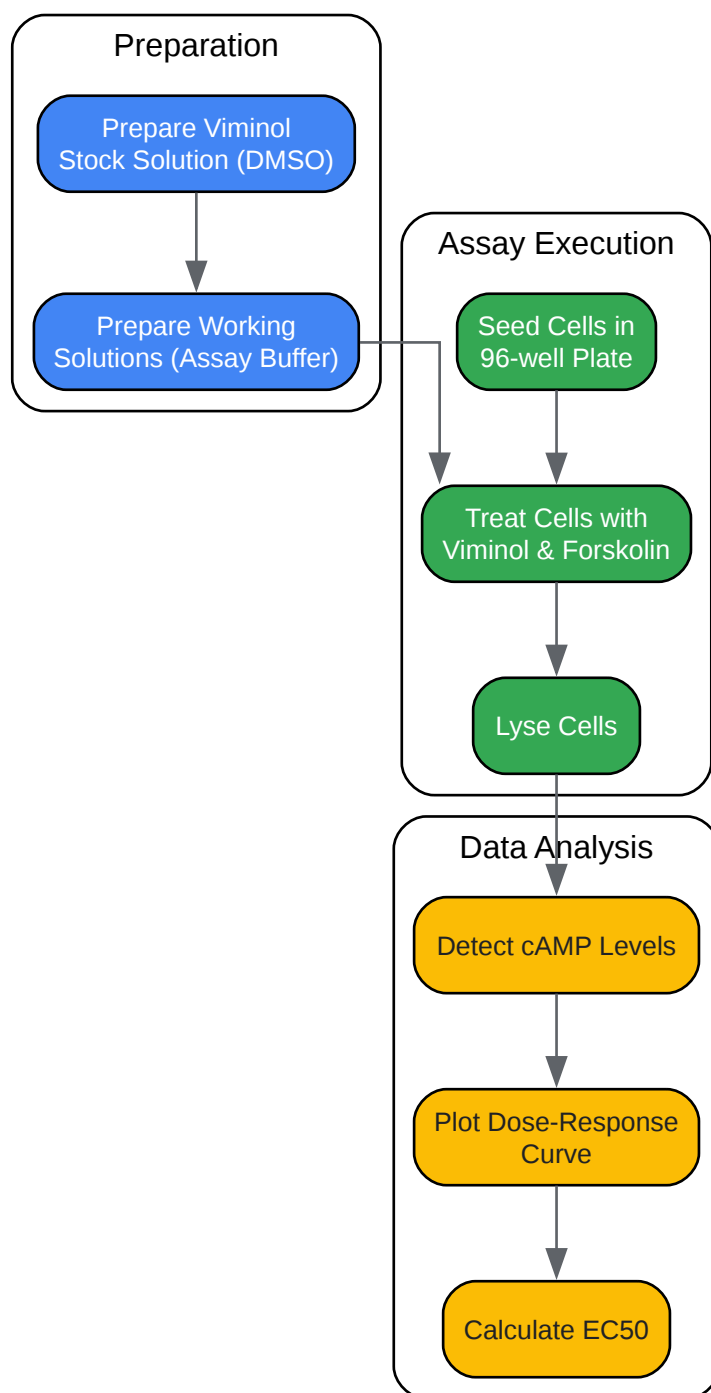 Preparation
Prepare Viminol
Stock Solution (DMSO)
Prepare Working
Solutions (Assay Buffer)
Assay Execution
Seed Cells in
96-well Plate
Treat Cells with
Viminol & Forskolin
Lyse Cells
Data Analysis
Detect cAMP Levels
Plot Dose-Response
Curve
Calculate EC50